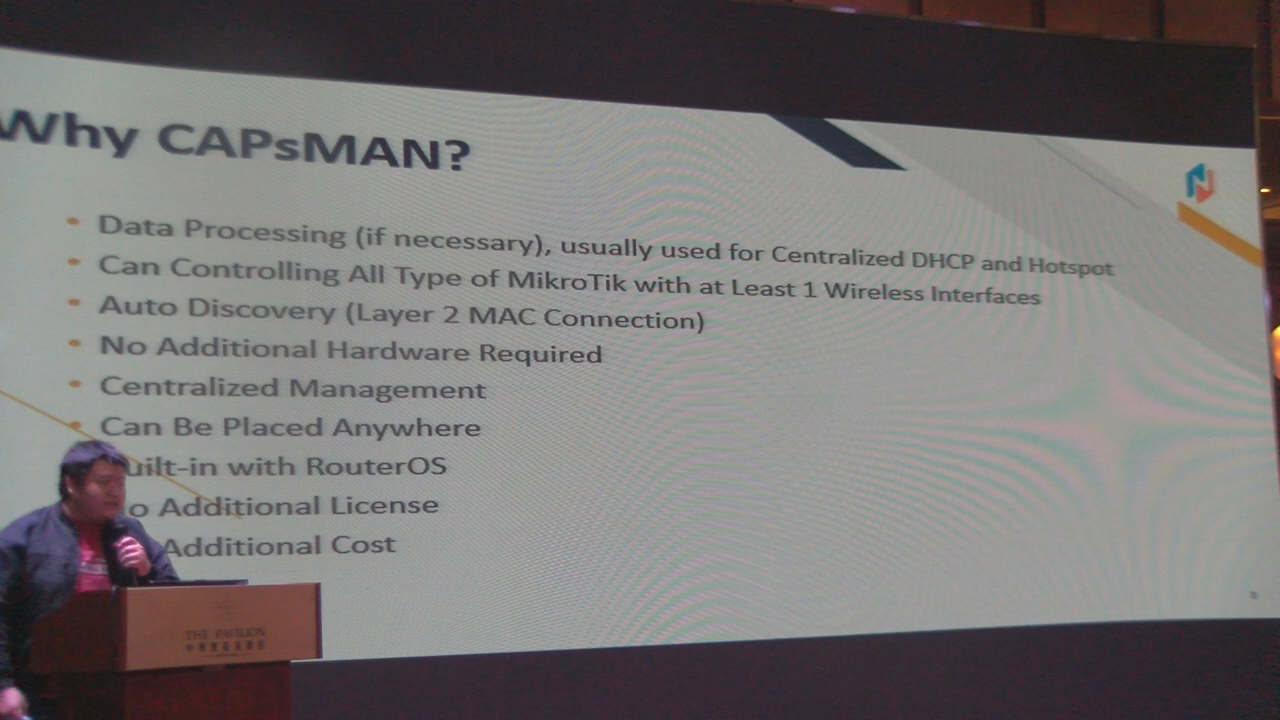 Why CAPsMAN?
• Data Processing (if necessary), usually used for Centralized DHCP and Hotspot
• Can Controlling All Type of MikroTik with at Least 1 Wireless Interfaces
• Auto Discovery (Layer 2 MAC Connection)
• No Additional Hardware Required
• Centralized Management
• Can Be Placed Anywhere
uilt-in with RouterOS
o Additional License
Additional Cost
THE PAVILION